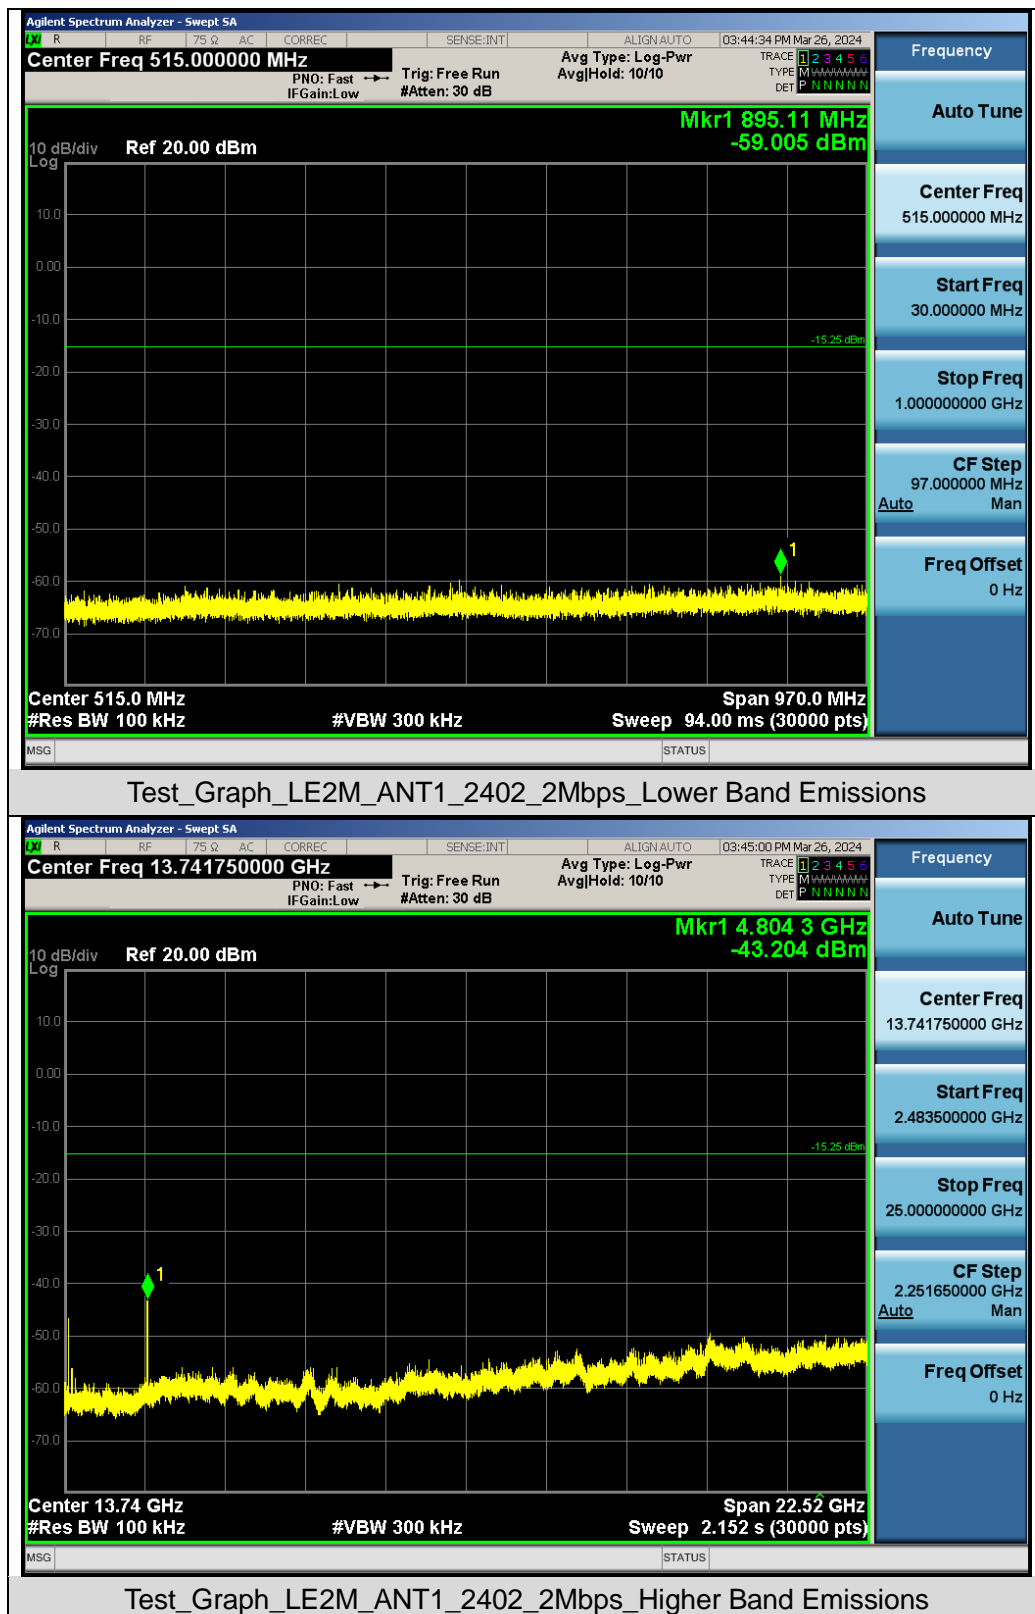 Agilent Spectrum Analyzer - Swept SA
LXI R RF 75 Ω AC CORREC SENSE:INT ALIGN AUTO 03:44:34 PM Mar 26, 2024
Center Freq 515.000000 MHz
PNO: Fast Trig: Free Run
IFGain:Low #Atten: 30 dB
Avg Type: Log-Pwr
Avg|Hold: 10/10
TRACE 1 2 3 4 5 6
TYPE M
DET P N N N N N
Mkr1 895.11 MHz
-59.005 dBm
10 dB/div Ref 20.00 dBm
Log
10.0
0.00
-10.0
-15.25 dBm
-20.0
-30.0
-40.0
-50.0
1
-60.0
-70.0
Center 515.0 MHz Span 970.0 MHz
#Res BW 100 kHz #VBW 300 kHz Sweep 94.00 ms (30000 pts)
MSG STATUS
Frequency
Auto Tune
Center Freq
515.000000 MHz
Start Freq
30.000000 MHz
Stop Freq
1.000000000 GHz
CF Step
97.000000 MHz
Auto Man
Freq Offset
0 Hz
Test_Graph_LE2M_ANT1_2402_2Mbps_Lower Band Emissions
Agilent Spectrum Analyzer - Swept SA
LXI R RF 75 Ω AC CORREC SENSE:INT ALIGN AUTO 03:45:00 PM Mar 26, 2024
Center Freq 13.741750000 GHz
PNO: Fast Trig: Free Run
IFGain:Low #Atten: 30 dB
Avg Type: Log-Pwr
Avg|Hold: 10/10
TRACE 1 2 3 4 5 6
TYPE M
DET P N N N N N
Mkr1 4.804 3 GHz
-43.204 dBm
10 dB/div Ref 20.00 dBm
Log
10.0
0.00
-10.0
-15.25 dBm
-20.0
-30.0
1
-40.0
-50.0
-60.0
-70.0
Center 13.74 GHz Span 22.52 GHz
#Res BW 100 kHz #VBW 300 kHz Sweep 2.152 s (30000 pts)
MSG STATUS
Frequency
Auto Tune
Center Freq
13.741750000 GHz
Start Freq
2.483500000 GHz
Stop Freq
25.000000000 GHz
CF Step
2.251650000 GHz
Auto Man
Freq Offset
0 Hz
Test_Graph_LE2M_ANT1_2402_2Mbps_Higher Band Emissions